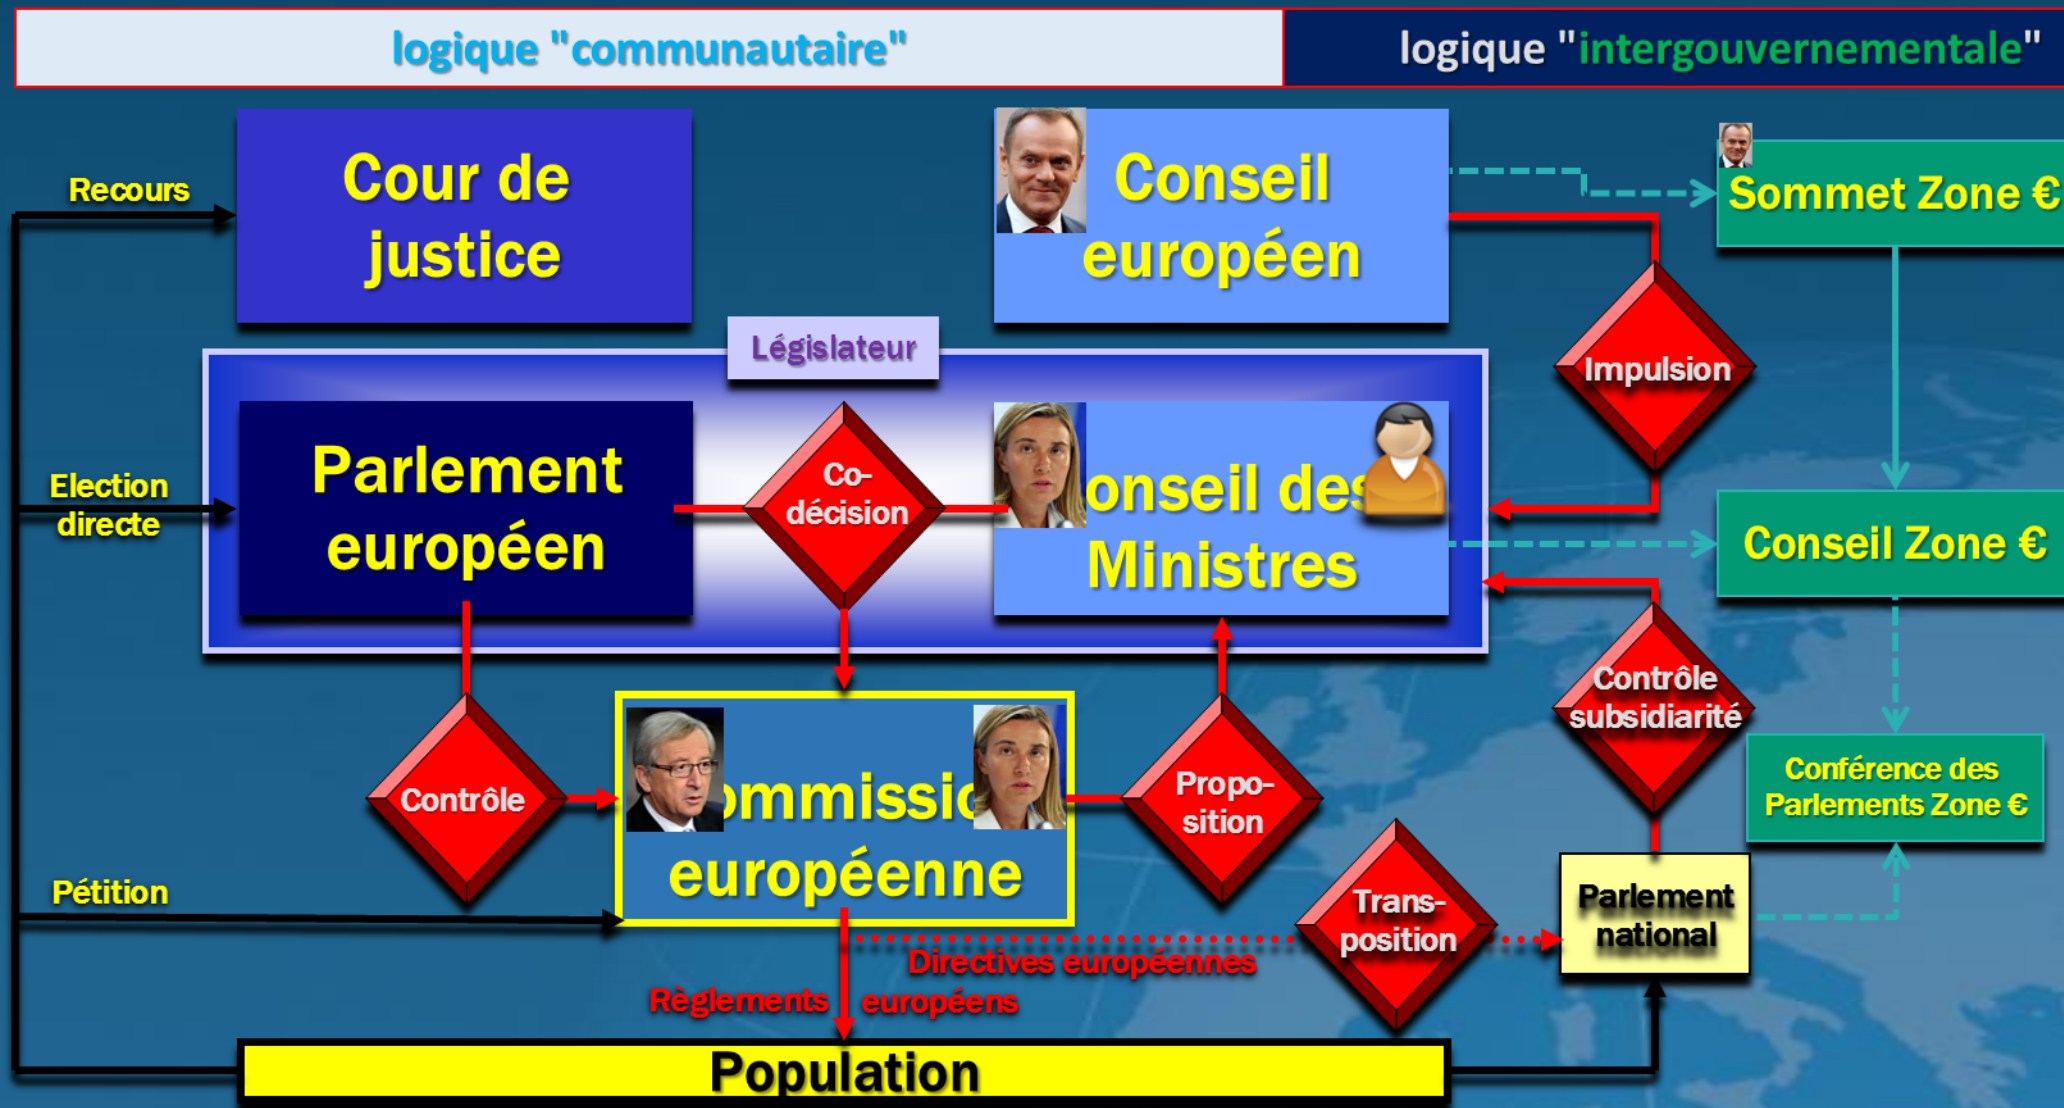 logique "communautaire"
logique "intergouvernementale"
Recours
Cour de
justice
Conseil
européen
Sommet Zone €
Législateur
Impulsion
Election
directe
Parlement
européen
Co-
décision
onseil des
Ministres
Conseil Zone €
Contrôle
subsidiarité
Contrôle
ommissio
européenne
Propo-
sition
Conférence des
Parlements Zone €
Pétition
Trans-
position
Parlement
national
Directives européennes
Règlements européens
Population